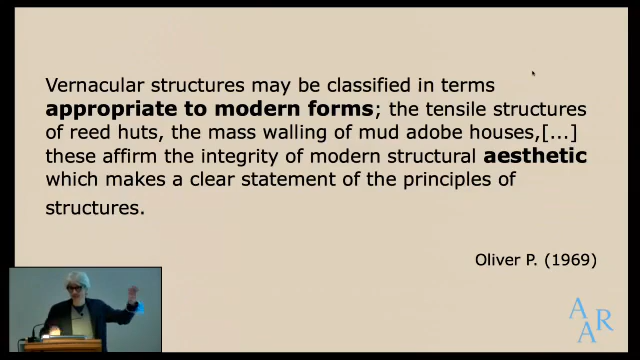 Vernacular structures may be classified in terms
appropriate to modern forms; the tensile structures
of reed huts, the mass walling of mud adobe houses,[...]
these affirm the integrity of modern structural aesthetic
which makes a clear statement of the principles of
structures.
Oliver P. (1969)
A
A R